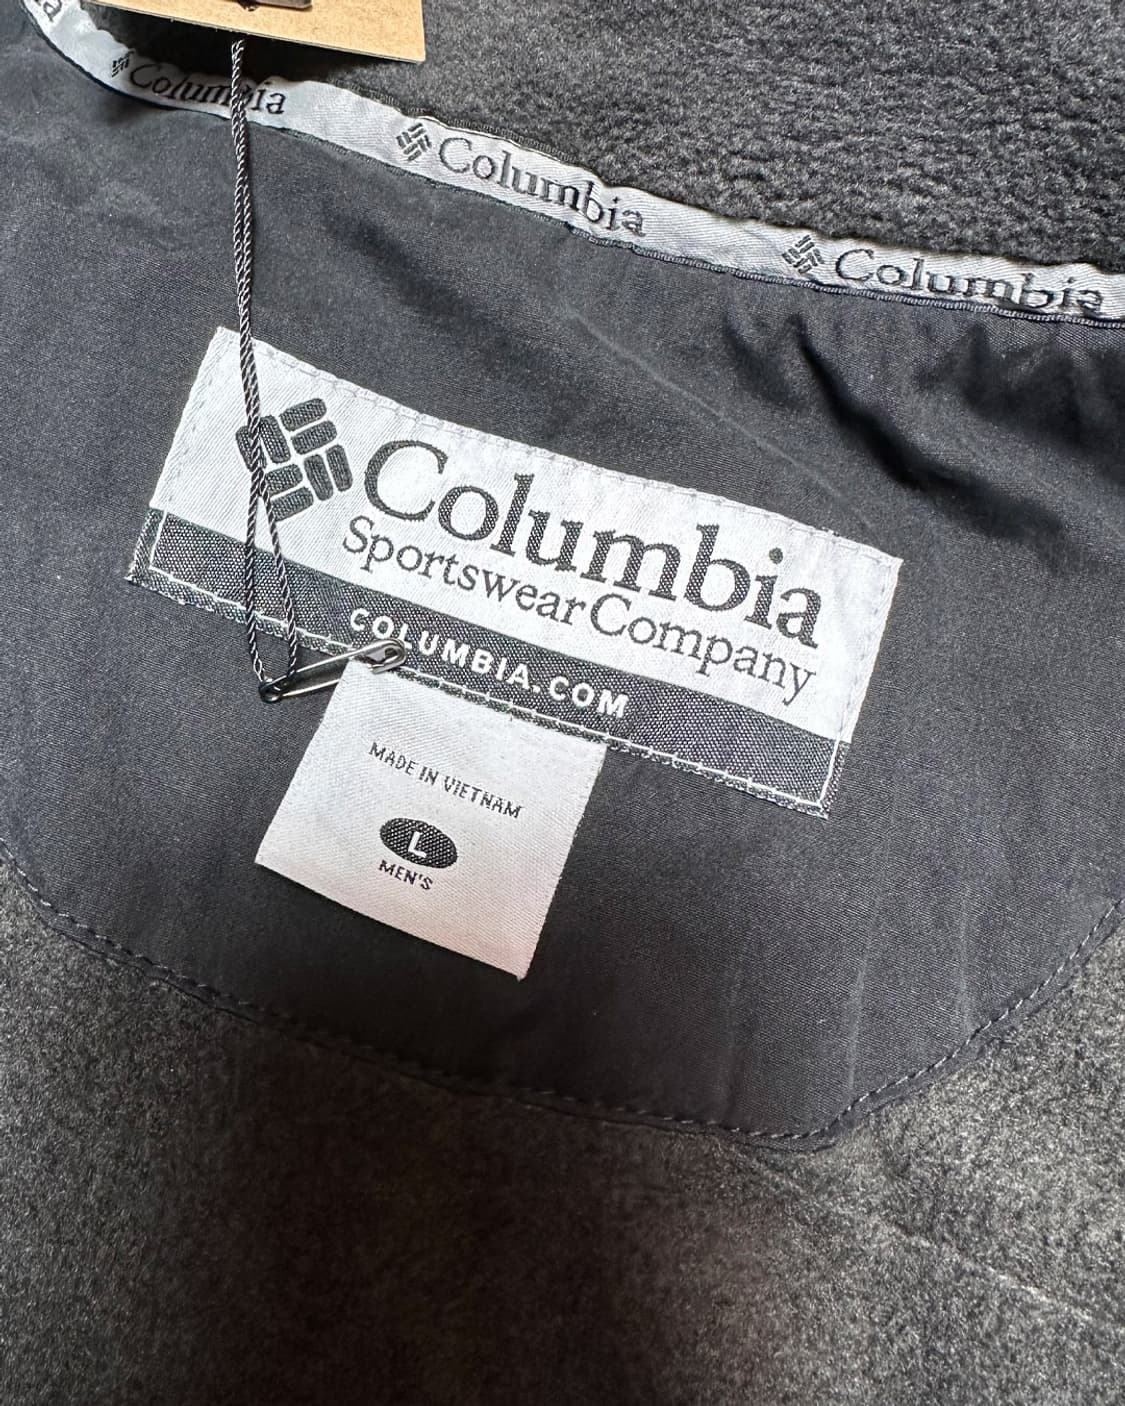 Columbia
Columbia
Columbia
Columbia
Sportswear Company
COLUMBIA.COM
MADE IN VIETNAM
L
MEN'S